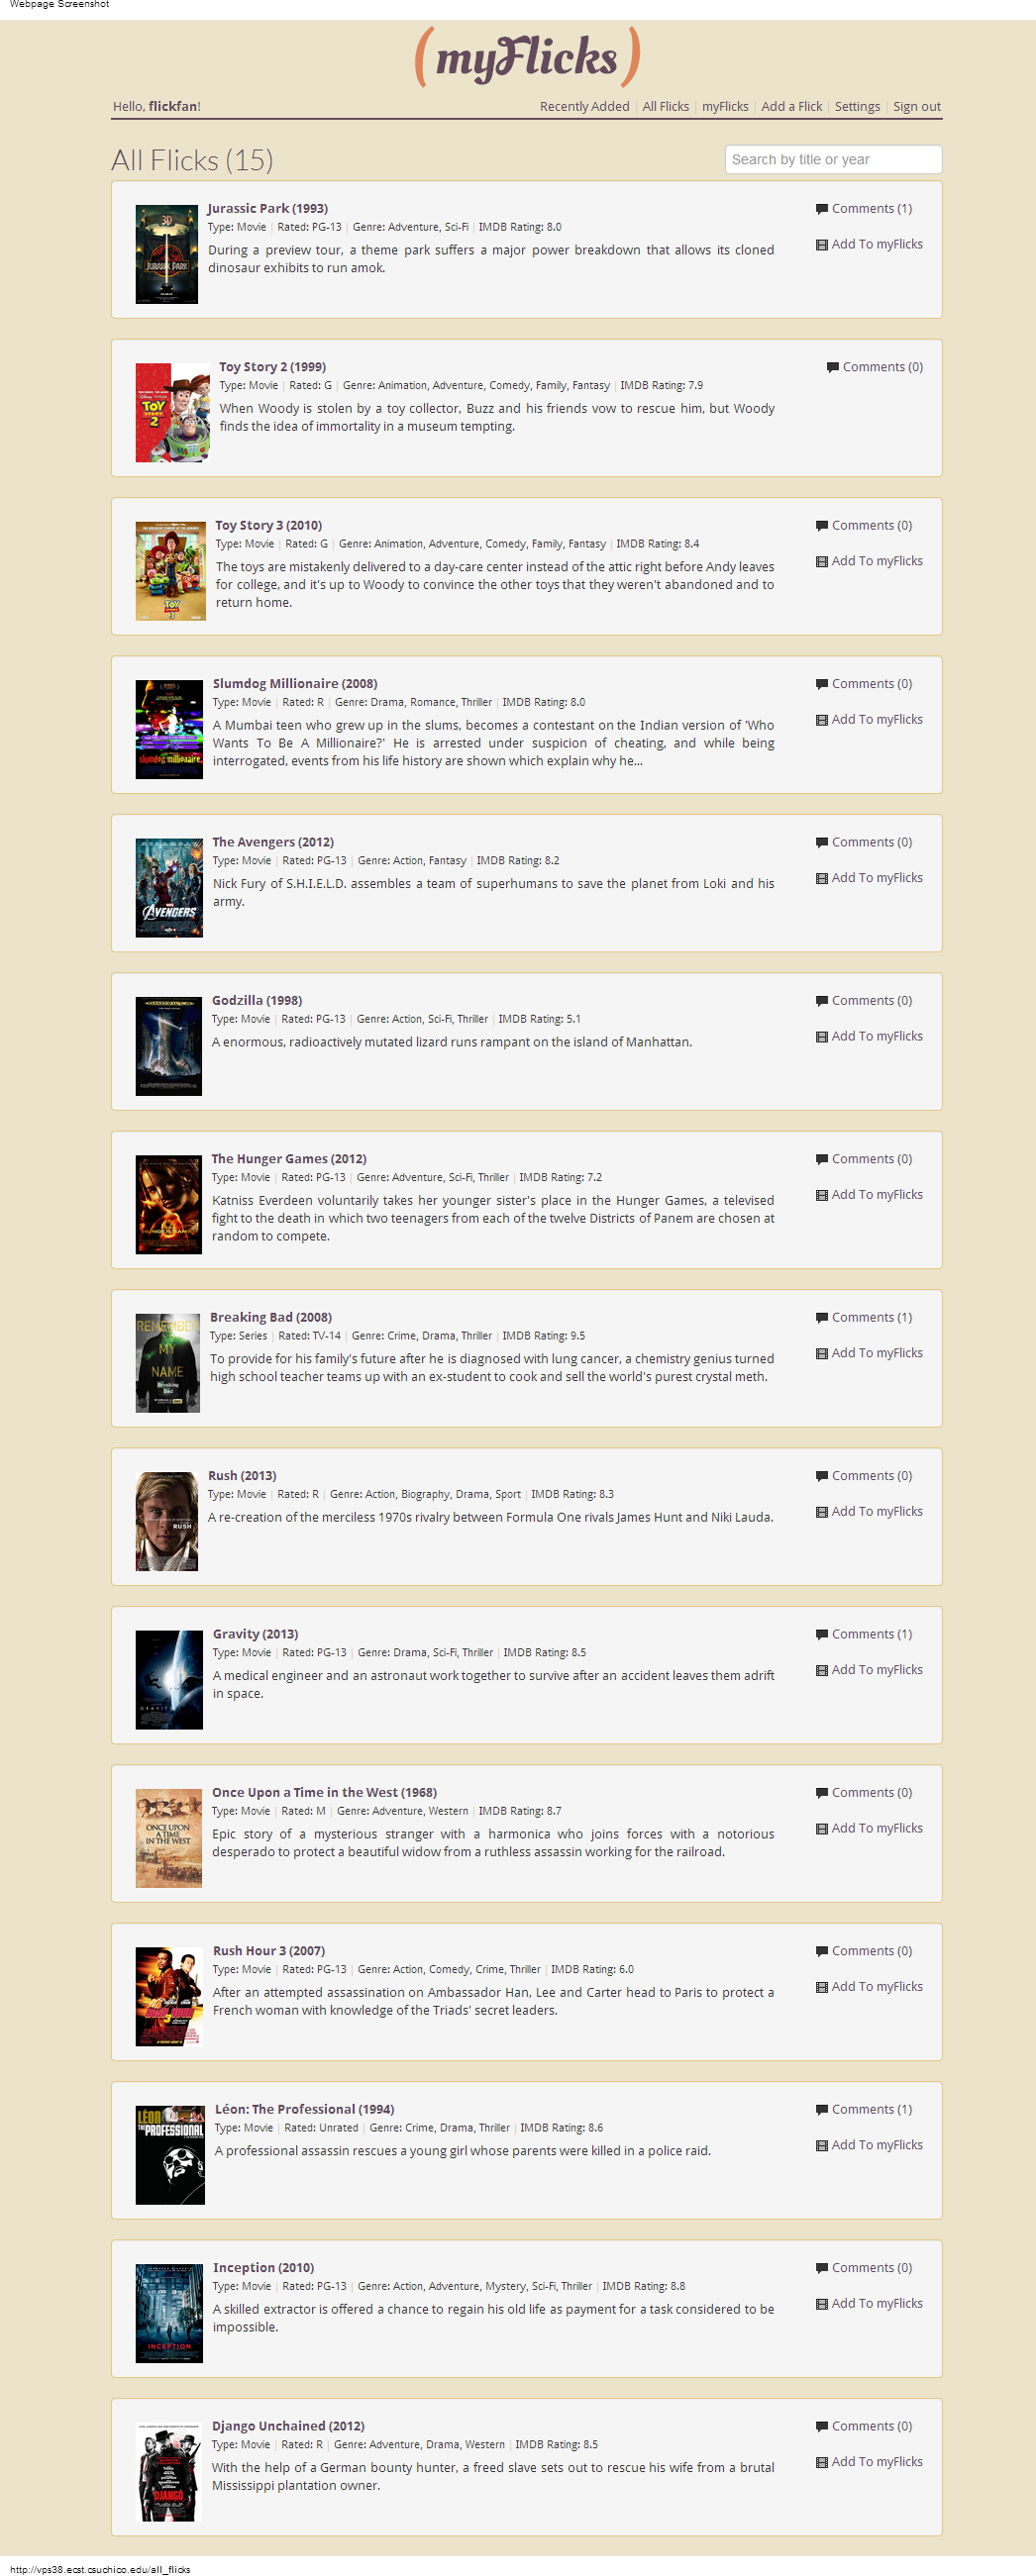 Webpage Screenshot
(myFlicks)
Hello, flickfan!
Recently Added | All Flicks | myFlicks | Add a Flick | Settings | Sign out
All Flicks (15)
Search by title or year
Jurassic Park (1993)
Comments (1)
Type: Movie | Rated: PG-13 | Genre: Adventure, Sci-Fi | IMDB Rating: 8.0
Add To myFlicks
During a preview tour, a theme park suffers a major power breakdown that allows its cloned
dinosaur exhibits to run amok.
3D
JURASSIC PARK
Toy Story 2 (1999)
Comments (0)
Type: Movie | Rated: G | Genre: Animation, Adventure, Comedy, Family, Fantasy | IMDB Rating: 7.9
When Woody is stolen by a toy collector, Buzz and his friends vow to rescue him, but Woody
finds the idea of immortality in a museum tempting.
TOY
STORY
2
Toy Story 3 (2010)
Comments (0)
Type: Movie | Rated: G | Genre: Animation, Adventure, Comedy, Family, Fantasy | IMDB Rating: 8.4
Add To myFlicks
The toys are mistakenly delivered to a day-care center instead of the attic right before Andy leaves
for college, and it's up to Woody to convince the other toys that they weren't abandoned and to
return home.
TOY
STORY
3
Slumdog Millionaire (2008)
Comments (0)
Type: Movie | Rated: R | Genre: Drama, Romance, Thriller | IMDB Rating: 8.0
Add To myFlicks
A Mumbai teen who grew up in the slums, becomes a contestant on the Indian version of 'Who
Wants To Be A Millionaire?' He is arrested under suspicion of cheating, and while being
interrogated, events from his life history are shown which explain why he...
slumdog millionaire.
The Avengers (2012)
Comments (0)
Type: Movie | Rated: PG-13 | Genre: Action, Fantasy | IMDB Rating: 8.2
Add To myFlicks
Nick Fury of S.H.I.E.L.D. assembles a team of superhumans to save the planet from Loki and his
army.
AVENGERS
Godzilla (1998)
Comments (0)
Type: Movie | Rated: PG-13 | Genre: Action, Sci-Fi, Thriller | IMDB Rating: 5.1
Add To myFlicks
A enormous, radioactively mutated lizard runs rampant on the island of Manhattan.
The Hunger Games (2012)
Comments (0)
Type: Movie | Rated: PG-13 | Genre: Adventure, Sci-Fi, Thriller | IMDB Rating: 7.2
Add To myFlicks
Katniss Everdeen voluntarily takes her younger sister's place in the Hunger Games, a televised
fight to the death in which two teenagers from each of the twelve Districts of Panem are chosen at
random to compete.
Breaking Bad (2008)
Comments (1)
Type: Series | Rated: TV-14 | Genre: Crime, Drama, Thriller | IMDB Rating: 9.5
Add To myFlicks
To provide for his family's future after he is diagnosed with lung cancer, a chemistry genius turned
high school teacher teams up with an ex-student to cook and sell the world's purest crystal meth.
REMEMBER
MY
NAME
Breaking
Bad
Rush (2013)
Comments (0)
Type: Movie | Rated: R | Genre: Action, Biography, Drama, Sport | IMDB Rating: 8.3
Add To myFlicks
A re-creation of the merciless 1970s rivalry between Formula One rivals James Hunt and Niki Lauda.
RUSH
Gravity (2013)
Comments (1)
Type: Movie | Rated: PG-13 | Genre: Drama, Sci-Fi, Thriller | IMDB Rating: 8.5
Add To myFlicks
A medical engineer and an astronaut work together to survive after an accident leaves them adrift
in space.
GRAVITY
Once Upon a Time in the West (1968)
Comments (0)
Type: Movie | Rated: M | Genre: Adventure, Western | IMDB Rating: 8.7
Add To myFlicks
Epic story of a mysterious stranger with a harmonica who joins forces with a notorious
desperado to protect a beautiful widow from a ruthless assassin working for the railroad.
ONCE UPON
A TIME
IN THE WEST
Rush Hour 3 (2007)
Comments (0)
Type: Movie | Rated: PG-13 | Genre: Action, Comedy, Crime, Thriller | IMDB Rating: 6.0
Add To myFlicks
After an attempted assassination on Ambassador Han, Lee and Carter head to Paris to protect a
French woman with knowledge of the Triads' secret leaders.
Léon: The Professional (1994)
Comments (1)
Type: Movie | Rated: Unrated | Genre: Crime, Drama, Thriller | IMDB Rating: 8.6
Add To myFlicks
A professional assassin rescues a young girl whose parents were killed in a police raid.
LÉON
THE PROFESSIONAL
Inception (2010)
Comments (0)
Type: Movie | Rated: PG-13 | Genre: Action, Adventure, Mystery, Sci-Fi, Thriller | IMDB Rating: 8.8
Add To myFlicks
A skilled extractor is offered a chance to regain his old life as payment for a task considered to be
impossible.
INCEPTION
Django Unchained (2012)
Comments (0)
Type: Movie | Rated: R | Genre: Adventure, Drama, Western | IMDB Rating: 8.5
Add To myFlicks
With the help of a German bounty hunter, a freed slave sets out to rescue his wife from a brutal
Mississippi plantation owner.
DJANGO
http://vps38.ecst.csuchico.edu/all_flicks